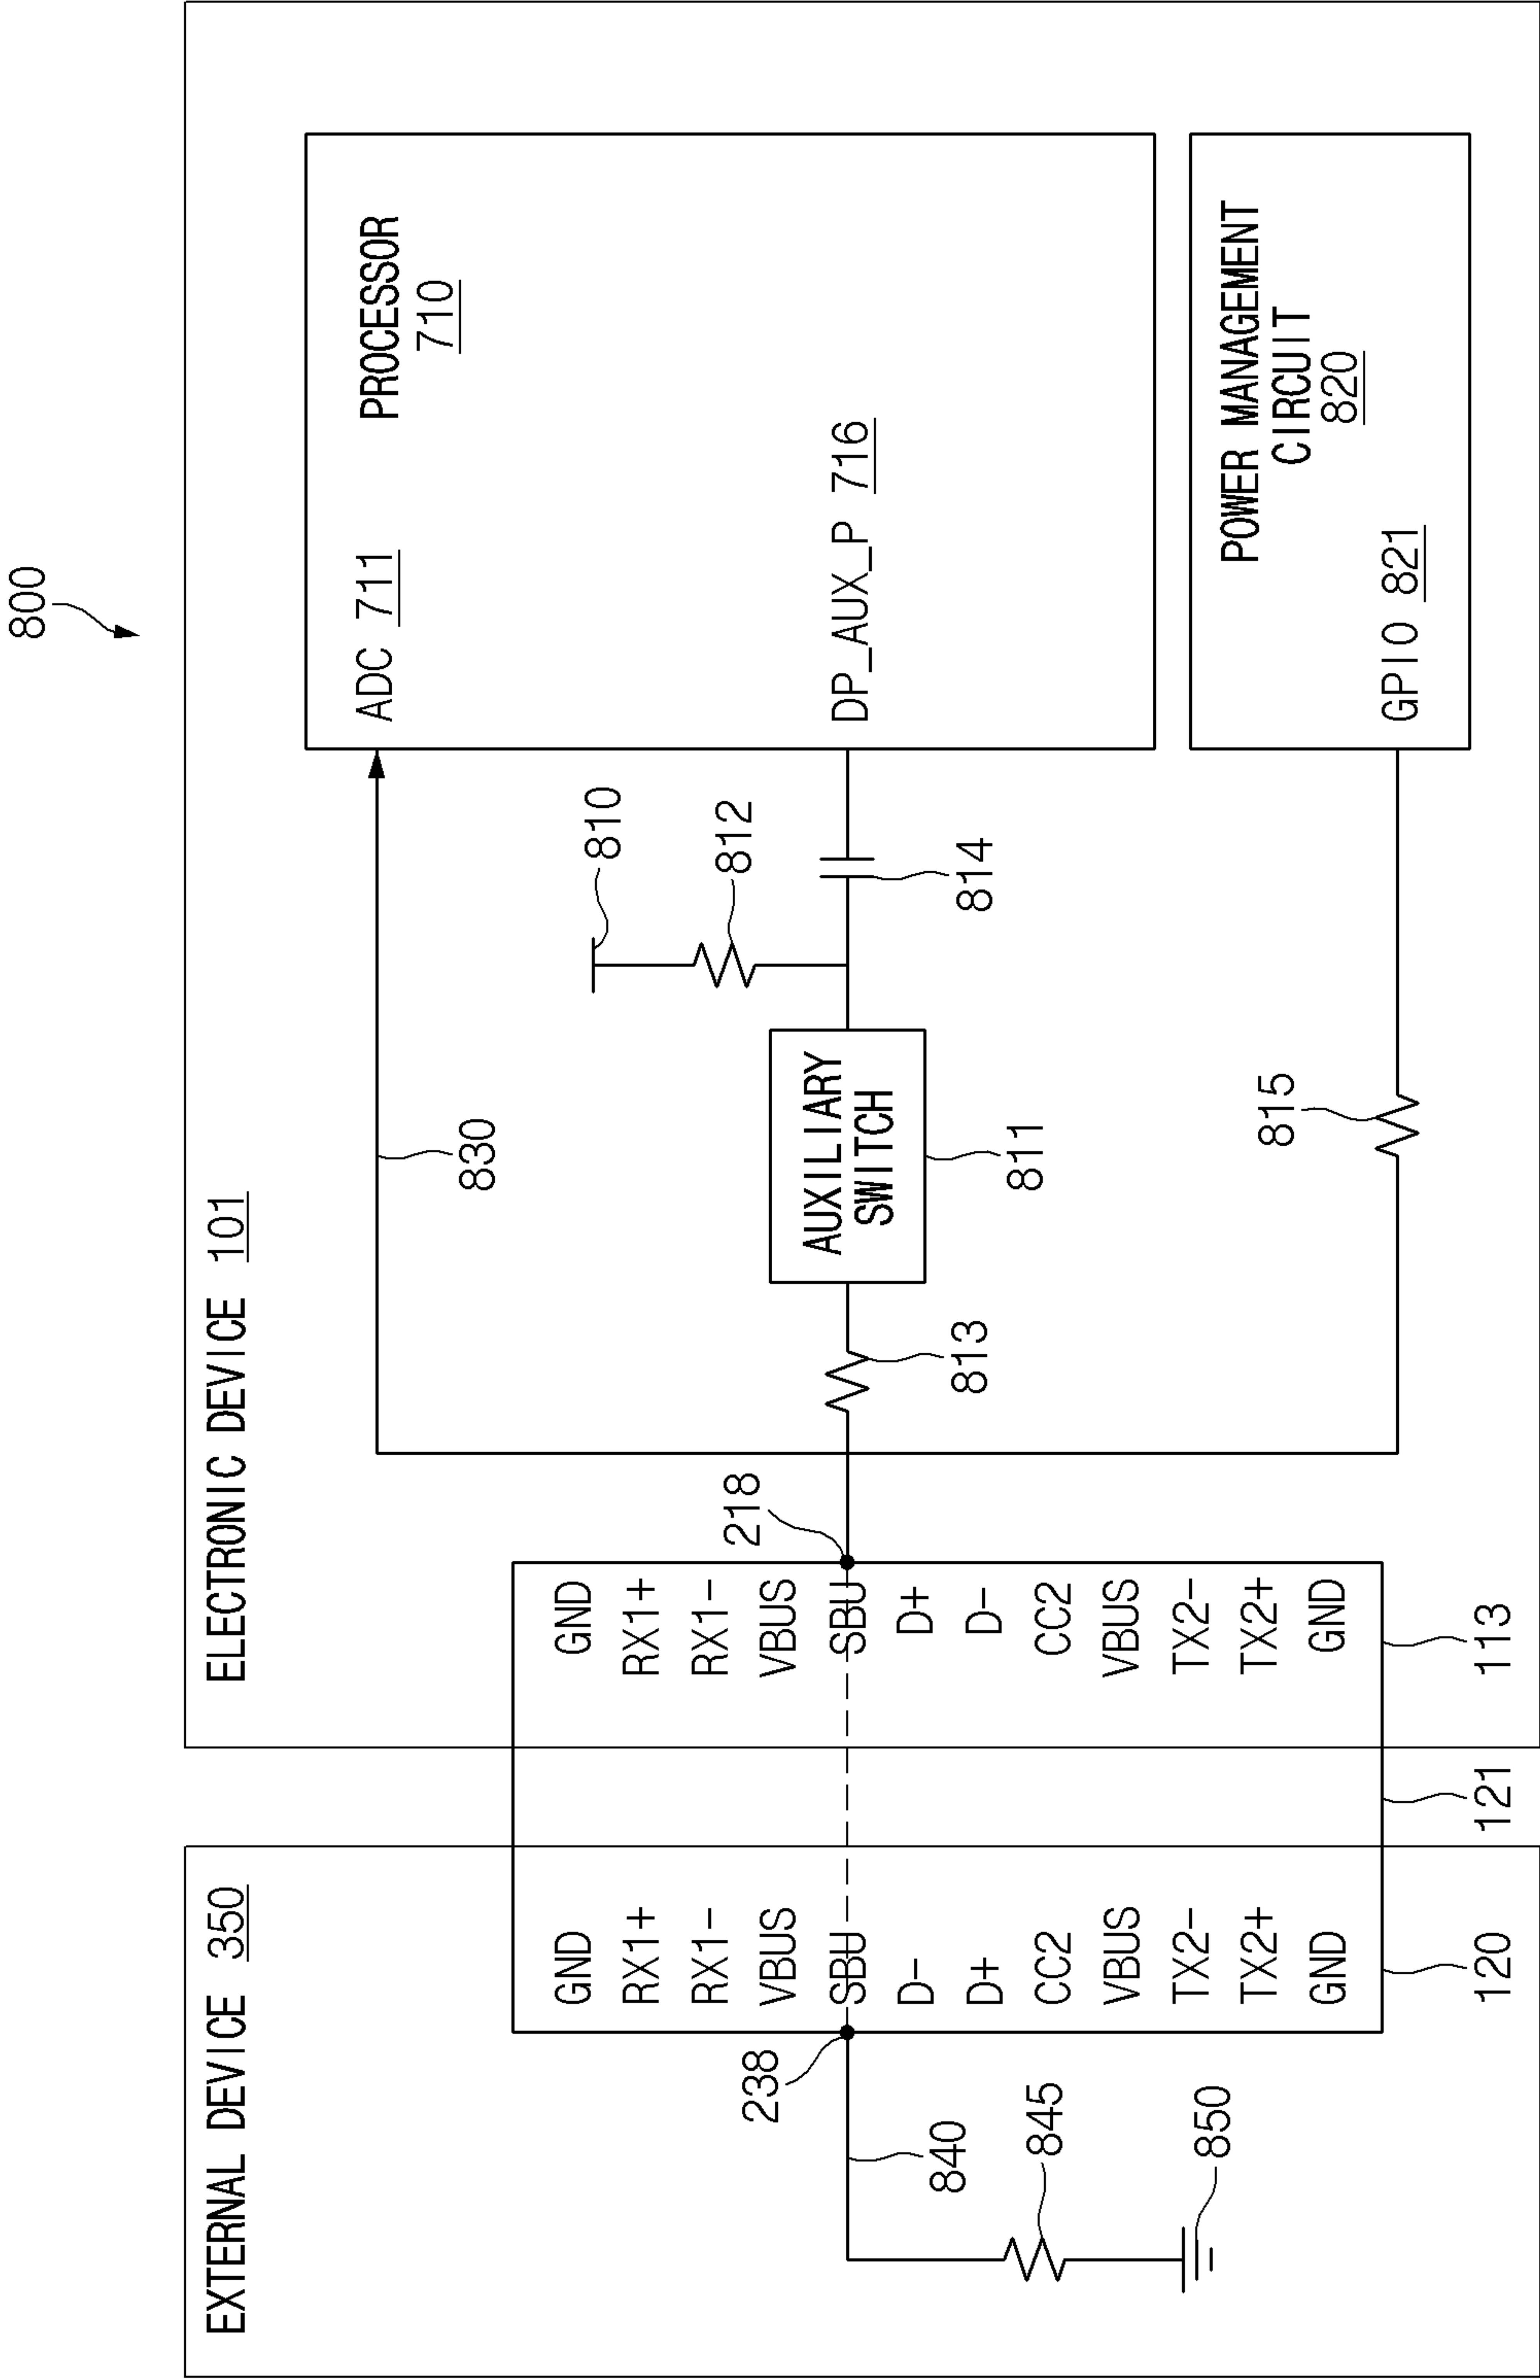 800
EXTERNAL DEVICE 350
ELECTRONIC DEVICE 101
GND
RX1+
RX1-
VBUS
SBU
D-
D+
CC2
VBUS
TX2-
TX2+
GND
GND
RX1+
RX1-
VBUS
SBU
D+
D-
CC2
VBUS
TX2-
TX2+
GND
238
840
845
850
120
121
113
218
830
813
AUXILIARY
SWITCH
811
810
812
814
815
ADC 711
PROCESSOR
710
DP_AUX_P 716
POWER MANAGEMENT
CIRCUIT
820
GPIO 821